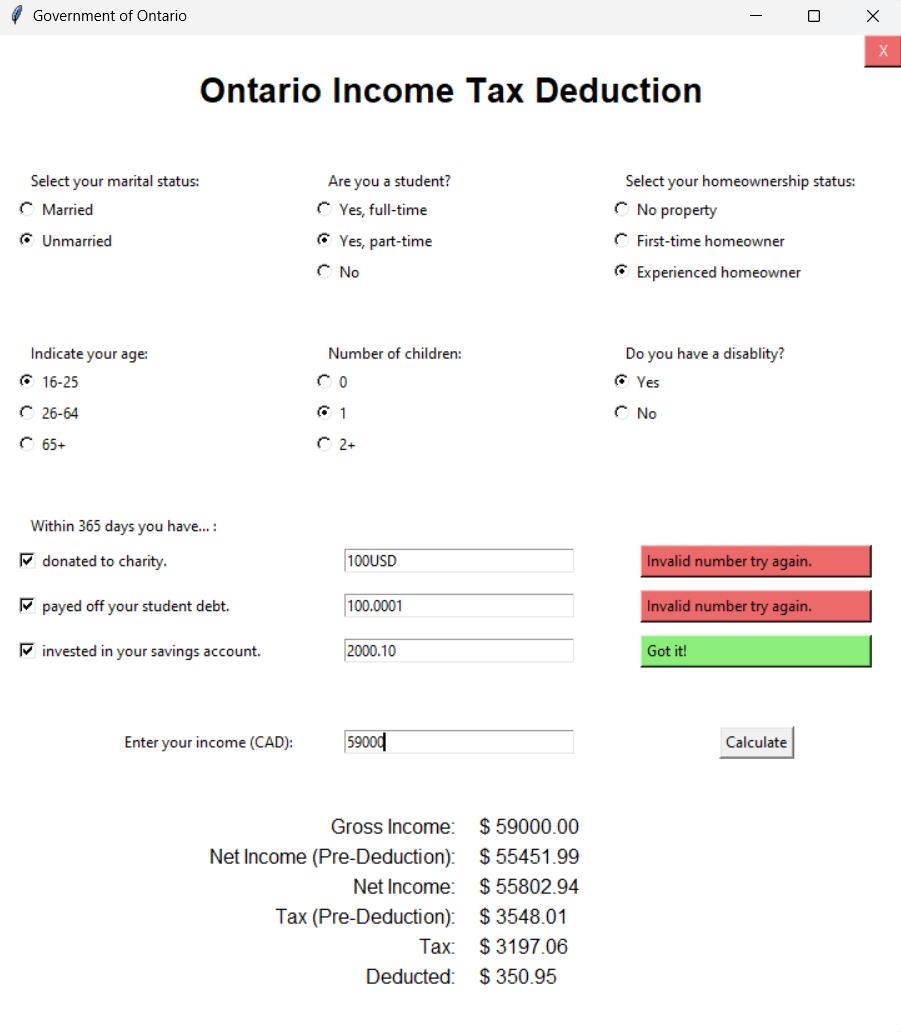 Government of Ontario
X
Ontario Income Tax Deduction
Select your marital status: Are you a student? Select your homeownership status:
Married Yes, full-time No property
Unmarried Yes, part-time First-time homeowner
No Experienced homeowner
Indicate your age: Number of children: Do you have a disablity?
16-25 0 Yes
26-64 1 No
65+ 2+
Within 365 days you have... :
donated to charity. 100USD Invalid number try again.
payed off your student debt. 100.0001 Invalid number try again.
invested in your savings account. 2000.10 Got it!
Enter your income (CAD): 59000 Calculate
Gross Income: $ 59000.00
Net Income (Pre-Deduction): $ 55451.99
Net Income: $ 55802.94
Tax (Pre-Deduction): $ 3548.01
Tax: $ 3197.06
Deducted: $ 350.95